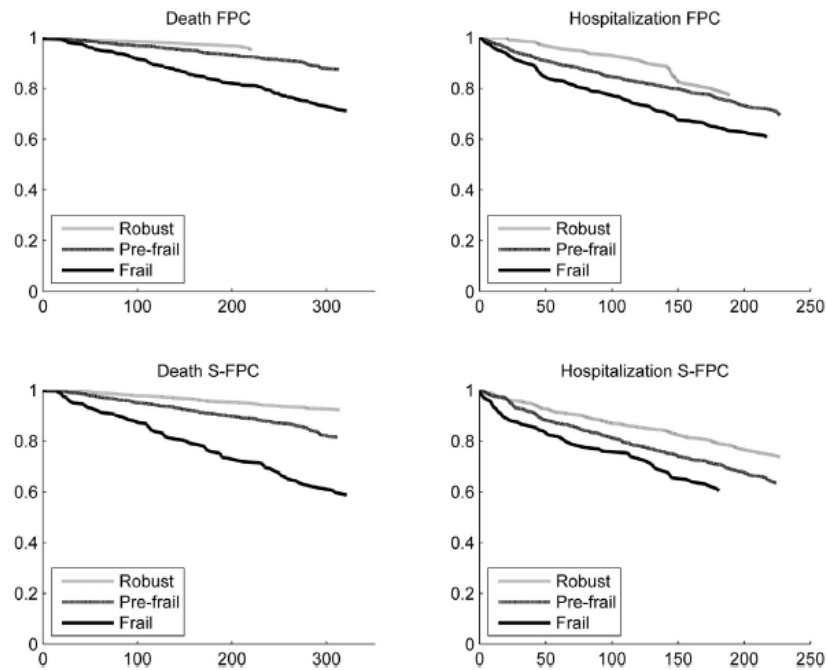 Death FPC
1
0.8
0.6
0.4
0.2
0
Robust
Pre-frail
Frail
0 100 200 300
Hospitalization FPC
1
0.8
0.6
0.4
0.2
0
Robust
Pre-frail
Frail
0 50 100 150 200 250
Death S-FPC
1
0.8
0.6
0.4
0.2
0
Robust
Pre-frail
Frail
0 100 200 300
Hospitalization S-FPC
1
0.8
0.6
0.4
0.2
0
Robust
Pre-frail
Frail
0 50 100 150 200 250